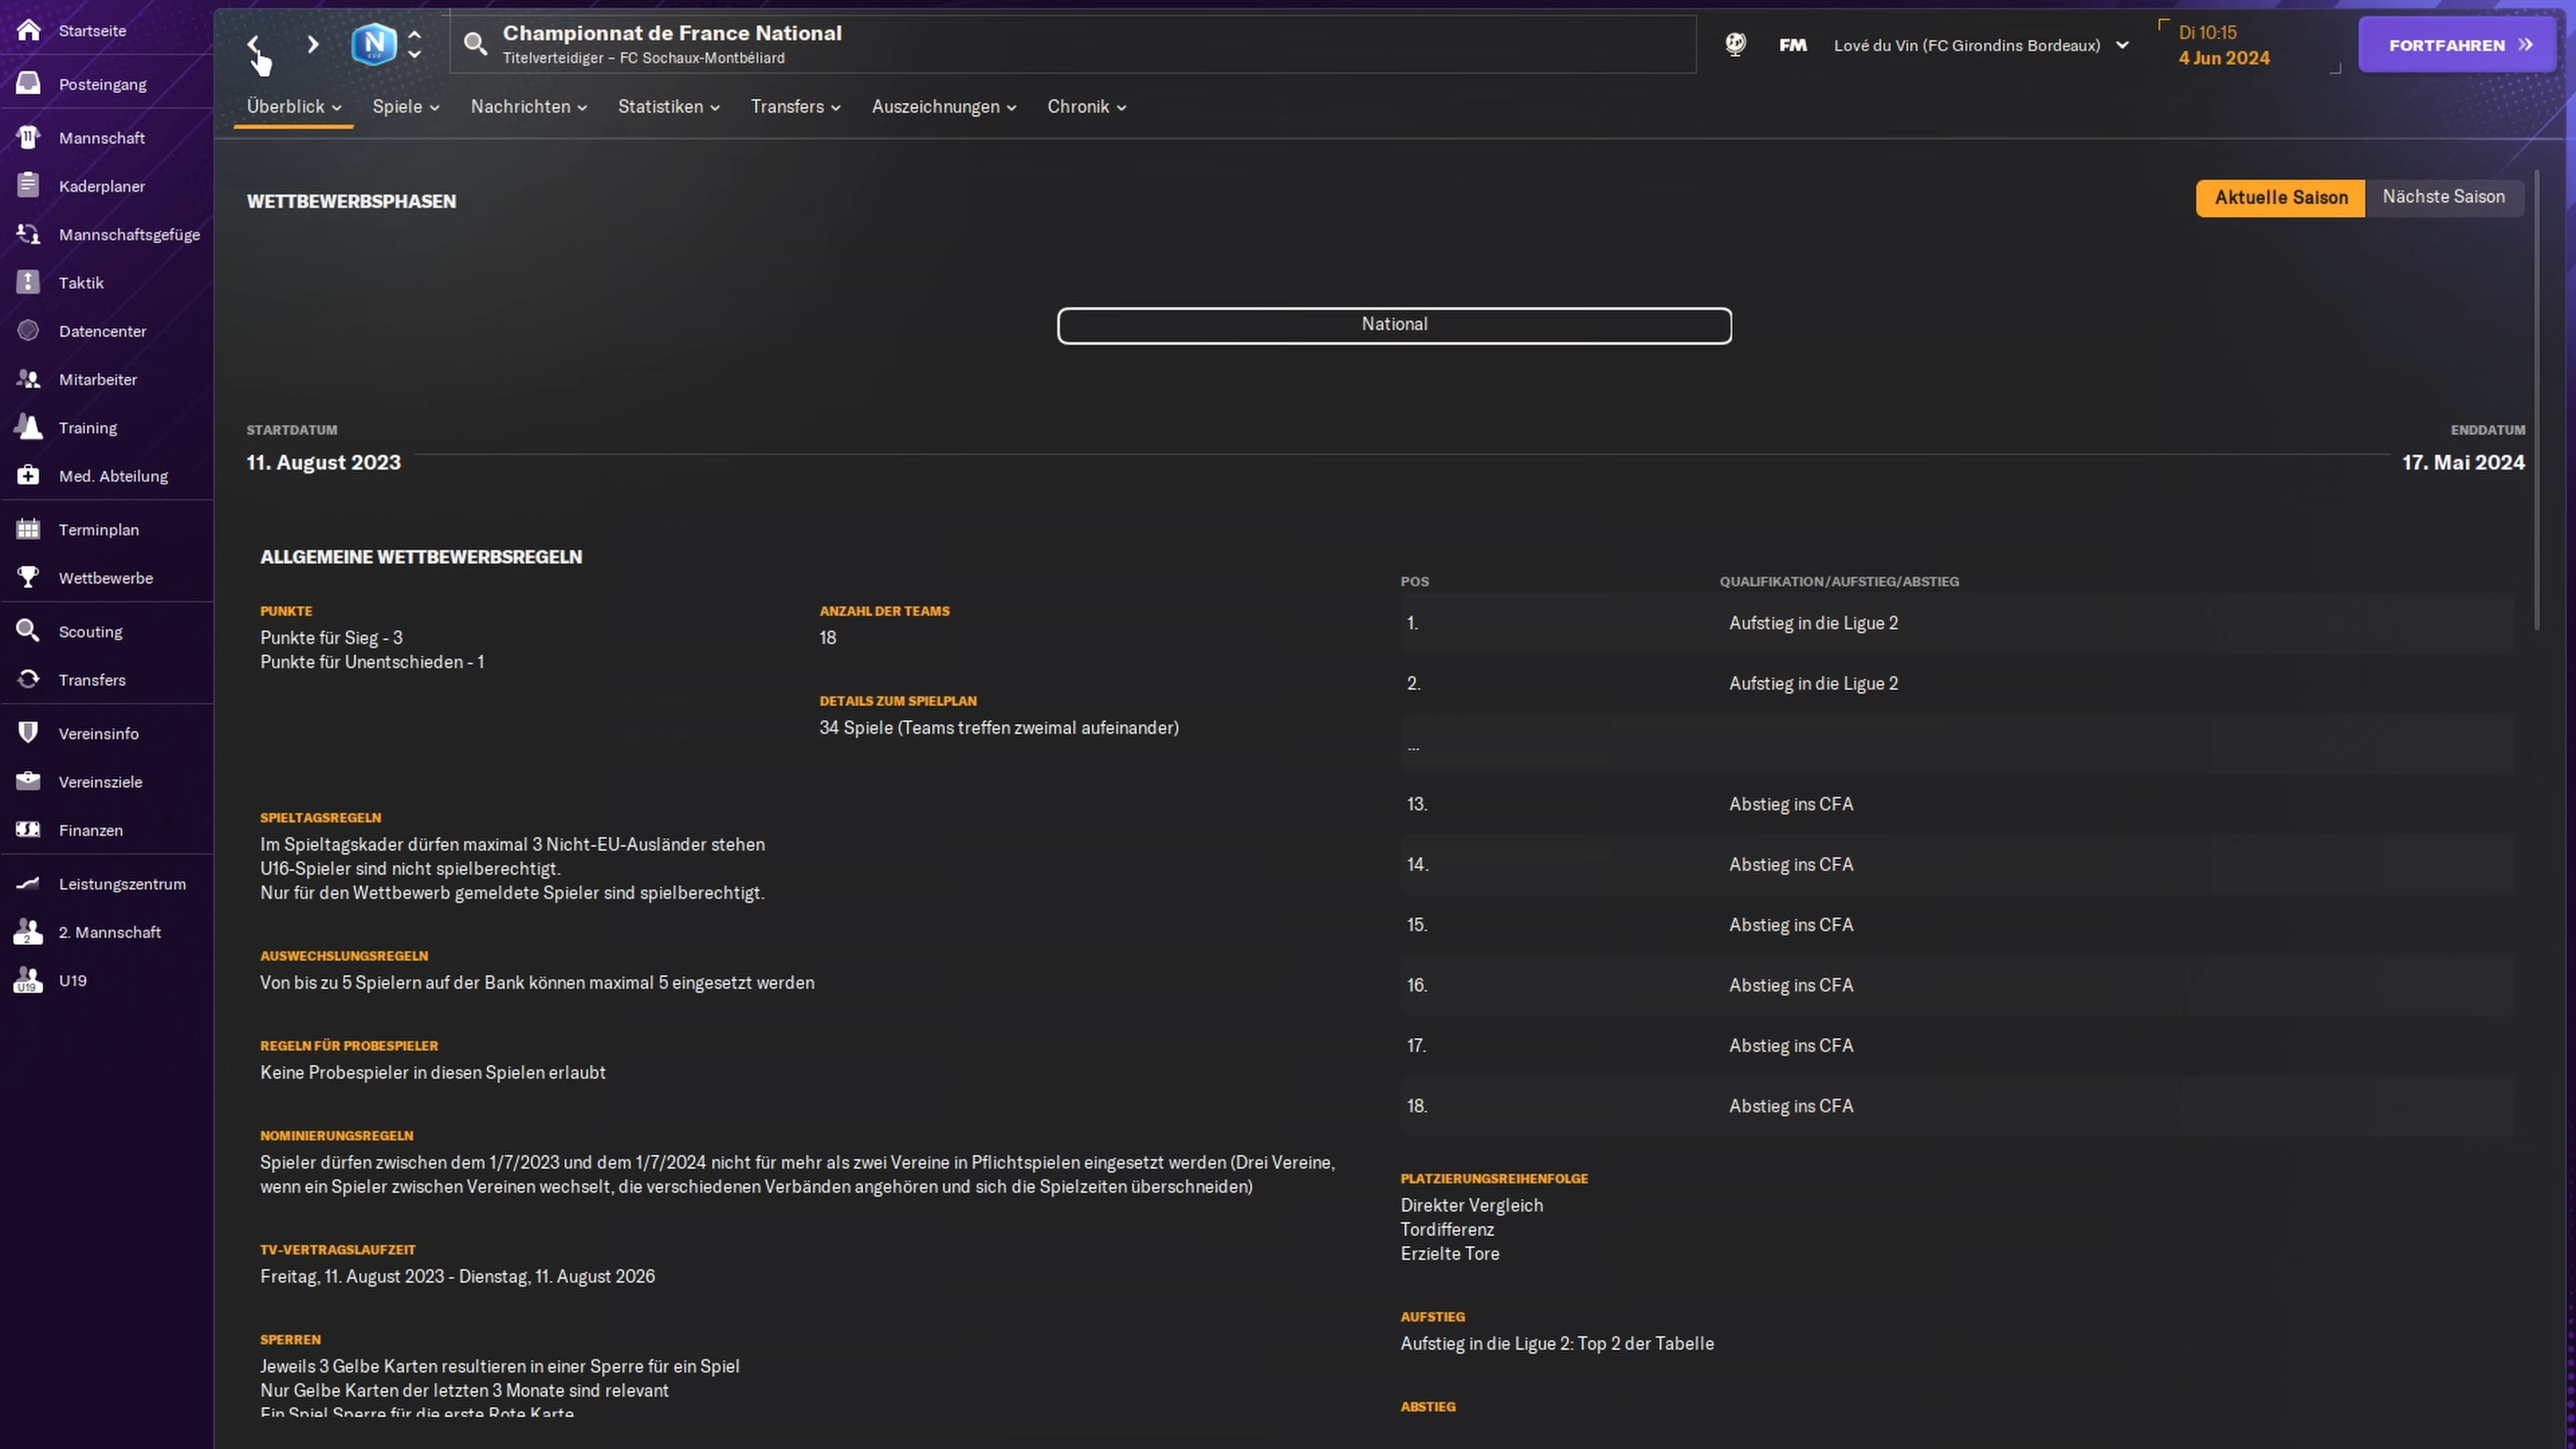 Startseite
Posteingang
Mannschaft
Kaderplaner
Mannschaftsgefüge
Taktik
Datencenter
Mitarbeiter
Training
Med. Abteilung
Terminplan
Wettbewerbe
Scouting
Transfers
Vereinsinfo
Vereinsziele
Finanzen
Leistungszentrum
2. Mannschaft
U19
Championnat de France National
Titelverteidiger – FC Sochaux-Montbéliard
FM
Lové du Vin (FC Girondins Bordeaux)
Di 10:15
4 Jun 2024
FORTFAHREN
Überblick Spiele Nachrichten Statistiken Transfers Auszeichnungen Chronik
WETTBEWERBSPHASEN
Aktuelle Saison Nächste Saison
National
STARTDATUM
11. August 2023
ENDDATUM
17. Mai 2024
ALLGEMEINE WETTBEWERBSREGELN
PUNKTE
Punkte für Sieg - 3
Punkte für Unentschieden - 1
ANZAHL DER TEAMS
18
DETAILS ZUM SPIELPLAN
34 Spiele (Teams treffen zweimal aufeinander)
SPIELTAGSREGELN
Im Spieltagskader dürfen maximal 3 Nicht-EU-Ausländer stehen
U16-Spieler sind nicht spielberechtigt.
Nur für den Wettbewerb gemeldete Spieler sind spielberechtigt.
AUSWECHSLUNGSREGELN
Von bis zu 5 Spielern auf der Bank können maximal 5 eingesetzt werden
REGELN FÜR PROBESPIELER
Keine Probespieler in diesen Spielen erlaubt
NOMINIERUNGSREGELN
Spieler dürfen zwischen dem 1/7/2023 und dem 1/7/2024 nicht für mehr als zwei Vereine in Pflichtspielen eingesetzt werden (Drei Vereine,
wenn ein Spieler zwischen Vereinen wechselt, die verschiedenen Verbänden angehören und sich die Spielzeiten überschneiden)
TV-VERTRAGSLAUFZEIT
Freitag, 11. August 2023 - Dienstag, 11. August 2026
SPERREN
Jeweils 3 Gelbe Karten resultieren in einer Sperre für ein Spiel
Nur Gelbe Karten der letzten 3 Monate sind relevant
Ein Spiel Sperre für die erste Rote Karte
POS QUALIFIKATION/AUFSTIEG/ABSTIEG
1. Aufstieg in die Ligue 2
2. Aufstieg in die Ligue 2
...
13. Abstieg ins CFA
14. Abstieg ins CFA
15. Abstieg ins CFA
16. Abstieg ins CFA
17. Abstieg ins CFA
18. Abstieg ins CFA
PLATZIERUNGSREIHENFOLGE
Direkter Vergleich
Tordifferenz
Erzielte Tore
AUFSTIEG
Aufstieg in die Ligue 2: Top 2 der Tabelle
ABSTIEG